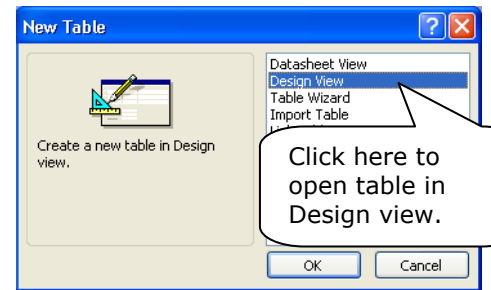 New Table
Datasheet View
Design View
Table Wizard
Import Table
Create a new table in Design
view.
Click here to
open table in
Design view.
OK
Cancel